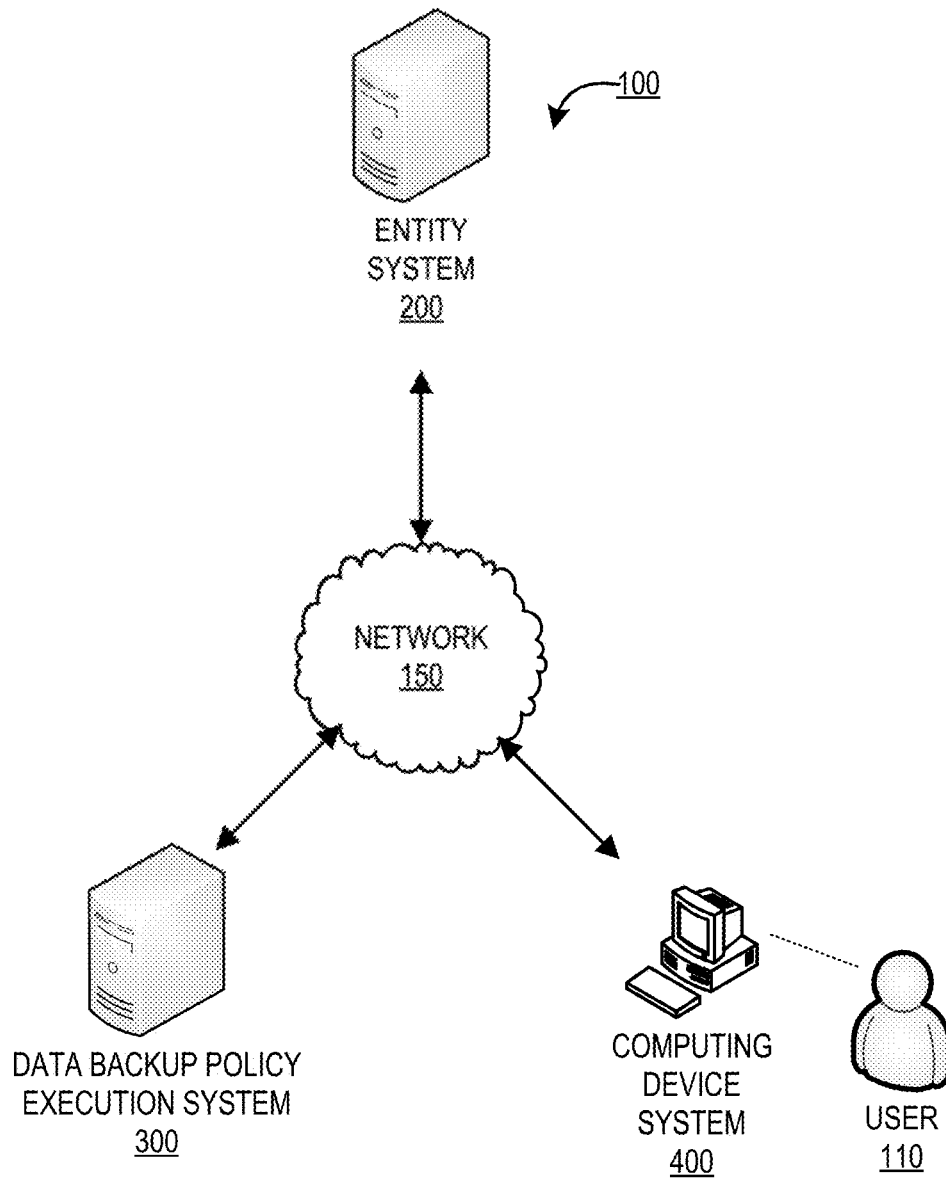 100
ENTITY
SYSTEM
200
NETWORK
150
DATA BACKUP POLICY
EXECUTION SYSTEM
300
COMPUTING
DEVICE
SYSTEM
400
USER
110